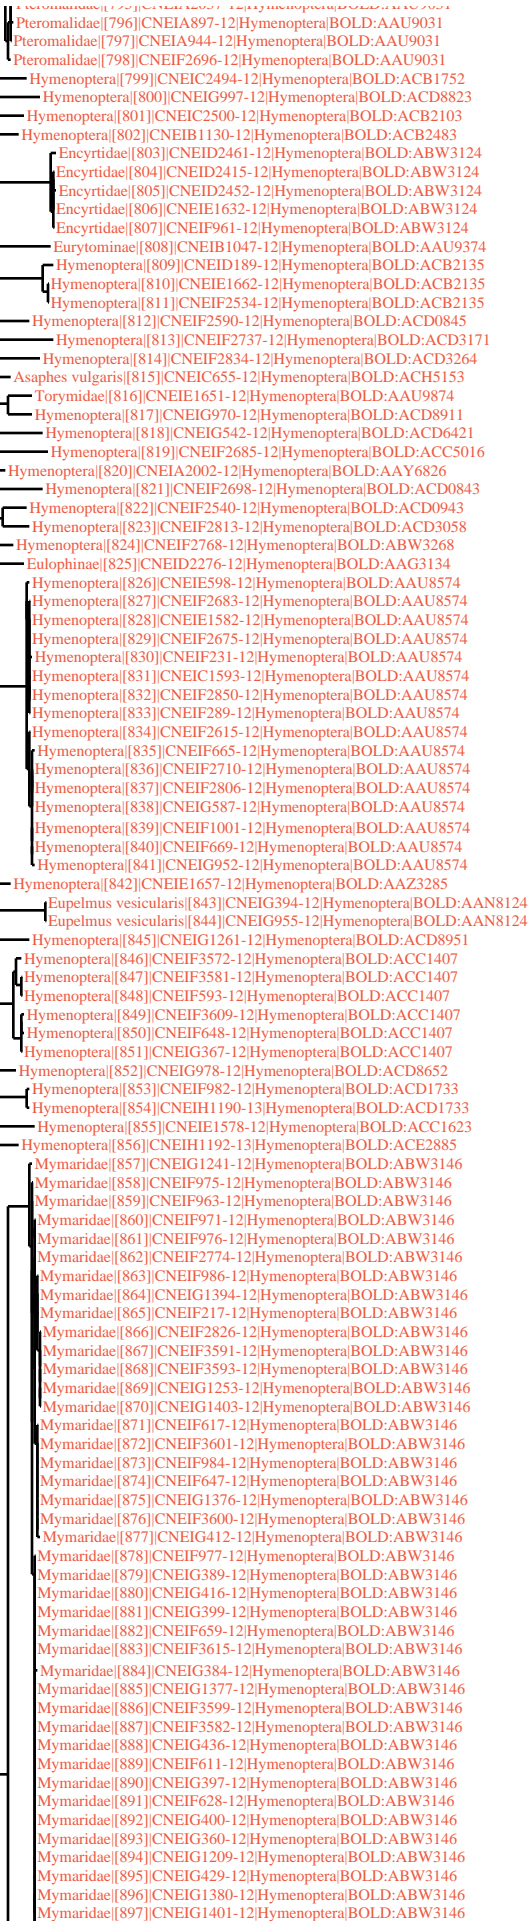 Pteromalidae|[796]|CNEIA897-12|Hymenoptera|BOLD:AAU9031
Pteromalidae|[797]|CNEIA944-12|Hymenoptera|BOLD:AAU9031
Pteromalidae|[798]|CNEIF2696-12|Hymenoptera|BOLD:AAU9031
Hymenoptera|[799]|CNEIC2494-12|Hymenoptera|BOLD:ACB1752
Hymenoptera|[800]|CNEIG997-12|Hymenoptera|BOLD:ACD8823
Hymenoptera|[801]|CNEIC2500-12|Hymenoptera|BOLD:ACB2103
Hymenoptera|[802]|CNEIB1130-12|Hymenoptera|BOLD:ACB2483
Encyrtidae|[803]|CNEID2461-12|Hymenoptera|BOLD:ABW3124
Encyrtidae|[804]|CNEID2415-12|Hymenoptera|BOLD:ABW3124
Encyrtidae|[805]|CNEID2452-12|Hymenoptera|BOLD:ABW3124
Encyrtidae|[806]|CNEIE1632-12|Hymenoptera|BOLD:ABW3124
Encyrtidae|[807]|CNEIF961-12|Hymenoptera|BOLD:ABW3124
Eurytominae|[808]|CNEIB1047-12|Hymenoptera|BOLD:AAU9374
Hymenoptera|[809]|CNEID189-12|Hymenoptera|BOLD:ACB2135
Hymenoptera|[810]|CNEIE1662-12|Hymenoptera|BOLD:ACB2135
Hymenoptera|[811]|CNEIF2534-12|Hymenoptera|BOLD:ACB2135
Hymenoptera|[812]|CNEIF2590-12|Hymenoptera|BOLD:ACD0845
Hymenoptera|[813]|CNEIF2737-12|Hymenoptera|BOLD:ACD3171
Hymenoptera|[814]|CNEIF2834-12|Hymenoptera|BOLD:ACD3264
Asaphes vulgaris|[815]|CNEIC655-12|Hymenoptera|BOLD:ACH5153
Torymidae|[816]|CNEIE1651-12|Hymenoptera|BOLD:AAU9874
Hymenoptera|[817]|CNEIG970-12|Hymenoptera|BOLD:ACD8911
Hymenoptera|[818]|CNEIG542-12|Hymenoptera|BOLD:ACD6421
Hymenoptera|[819]|CNEIF2685-12|Hymenoptera|BOLD:ACC5016
Hymenoptera|[820]|CNEIA2002-12|Hymenoptera|BOLD:AAY6826
Hymenoptera|[821]|CNEIF2698-12|Hymenoptera|BOLD:ACD0843
Hymenoptera|[822]|CNEIF2540-12|Hymenoptera|BOLD:ACD0943
Hymenoptera|[823]|CNEIF2813-12|Hymenoptera|BOLD:ACD3058
Hymenoptera|[824]|CNEIF2768-12|Hymenoptera|BOLD:ABW3268
Eulophinae|[825]|CNEID2276-12|Hymenoptera|BOLD:AAG3134
Hymenoptera|[826]|CNEIE598-12|Hymenoptera|BOLD:AAU8574
Hymenoptera|[827]|CNEIF2683-12|Hymenoptera|BOLD:AAU8574
Hymenoptera|[828]|CNEIE1582-12|Hymenoptera|BOLD:AAU8574
Hymenoptera|[829]|CNEIF2675-12|Hymenoptera|BOLD:AAU8574
Hymenoptera|[830]|CNEIF231-12|Hymenoptera|BOLD:AAU8574
Hymenoptera|[831]|CNEIC1593-12|Hymenoptera|BOLD:AAU8574
Hymenoptera|[832]|CNEIF2850-12|Hymenoptera|BOLD:AAU8574
Hymenoptera|[833]|CNEIF289-12|Hymenoptera|BOLD:AAU8574
Hymenoptera|[834]|CNEIF2615-12|Hymenoptera|BOLD:AAU8574
Hymenoptera|[835]|CNEIF665-12|Hymenoptera|BOLD:AAU8574
Hymenoptera|[836]|CNEIF2710-12|Hymenoptera|BOLD:AAU8574
Hymenoptera|[837]|CNEIF2806-12|Hymenoptera|BOLD:AAU8574
Hymenoptera|[838]|CNEIG587-12|Hymenoptera|BOLD:AAU8574
Hymenoptera|[839]|CNEIF1001-12|Hymenoptera|BOLD:AAU8574
Hymenoptera|[840]|CNEIF669-12|Hymenoptera|BOLD:AAU8574
Hymenoptera|[841]|CNEIG952-12|Hymenoptera|BOLD:AAU8574
Hymenoptera|[842]|CNEIE1657-12|Hymenoptera|BOLD:AAZ3285
Eupelmus vesicularis|[843]|CNEIG394-12|Hymenoptera|BOLD:AAN8124
Eupelmus vesicularis|[844]|CNEIG955-12|Hymenoptera|BOLD:AAN8124
Hymenoptera|[845]|CNEIG1261-12|Hymenoptera|BOLD:ACD8951
Hymenoptera|[846]|CNEIF3572-12|Hymenoptera|BOLD:ACC1407
Hymenoptera|[847]|CNEIF3581-12|Hymenoptera|BOLD:ACC1407
Hymenoptera|[848]|CNEIF593-12|Hymenoptera|BOLD:ACC1407
Hymenoptera|[849]|CNEIF3609-12|Hymenoptera|BOLD:ACC1407
Hymenoptera|[850]|CNEIF648-12|Hymenoptera|BOLD:ACC1407
Hymenoptera|[851]|CNEIG367-12|Hymenoptera|BOLD:ACC1407
Hymenoptera|[852]|CNEIG978-12|Hymenoptera|BOLD:ACD8652
Hymenoptera|[853]|CNEIF982-12|Hymenoptera|BOLD:ACD1733
Hymenoptera|[854]|CNEIH1190-13|Hymenoptera|BOLD:ACD1733
Hymenoptera|[855]|CNEIE1578-12|Hymenoptera|BOLD:ACC1623
Hymenoptera|[856]|CNEIH1192-13|Hymenoptera|BOLD:ACE2885
Mymaridae|[857]|CNEIG1241-12|Hymenoptera|BOLD:ABW3146
Mymaridae|[858]|CNEIF975-12|Hymenoptera|BOLD:ABW3146
Mymaridae|[859]|CNEIF963-12|Hymenoptera|BOLD:ABW3146
Mymaridae|[860]|CNEIF971-12|Hymenoptera|BOLD:ABW3146
Mymaridae|[861]|CNEIF976-12|Hymenoptera|BOLD:ABW3146
Mymaridae|[862]|CNEIF2774-12|Hymenoptera|BOLD:ABW3146
Mymaridae|[863]|CNEIF986-12|Hymenoptera|BOLD:ABW3146
Mymaridae|[864]|CNEIG1394-12|Hymenoptera|BOLD:ABW3146
Mymaridae|[865]|CNEIF217-12|Hymenoptera|BOLD:ABW3146
Mymaridae|[866]|CNEIF2826-12|Hymenoptera|BOLD:ABW3146
Mymaridae|[867]|CNEIF3591-12|Hymenoptera|BOLD:ABW3146
Mymaridae|[868]|CNEIF3593-12|Hymenoptera|BOLD:ABW3146
Mymaridae|[869]|CNEIG1253-12|Hymenoptera|BOLD:ABW3146
Mymaridae|[870]|CNEIG1403-12|Hymenoptera|BOLD:ABW3146
Mymaridae|[871]|CNEIF617-12|Hymenoptera|BOLD:ABW3146
Mymaridae|[872]|CNEIF3601-12|Hymenoptera|BOLD:ABW3146
Mymaridae|[873]|CNEIF984-12|Hymenoptera|BOLD:ABW3146
Mymaridae|[874]|CNEIF647-12|Hymenoptera|BOLD:ABW3146
Mymaridae|[875]|CNEIG1376-12|Hymenoptera|BOLD:ABW3146
Mymaridae|[876]|CNEIF3600-12|Hymenoptera|BOLD:ABW3146
Mymaridae|[877]|CNEIG412-12|Hymenoptera|BOLD:ABW3146
Mymaridae|[878]|CNEIF977-12|Hymenoptera|BOLD:ABW3146
Mymaridae|[879]|CNEIG389-12|Hymenoptera|BOLD:ABW3146
Mymaridae|[880]|CNEIG416-12|Hymenoptera|BOLD:ABW3146
Mymaridae|[881]|CNEIG399-12|Hymenoptera|BOLD:ABW3146
Mymaridae|[882]|CNEIF659-12|Hymenoptera|BOLD:ABW3146
Mymaridae|[883]|CNEIF3615-12|Hymenoptera|BOLD:ABW3146
Mymaridae|[884]|CNEIG384-12|Hymenoptera|BOLD:ABW3146
Mymaridae|[885]|CNEIG1377-12|Hymenoptera|BOLD:ABW3146
Mymaridae|[886]|CNEIF3599-12|Hymenoptera|BOLD:ABW3146
Mymaridae|[887]|CNEIF3582-12|Hymenoptera|BOLD:ABW3146
Mymaridae|[888]|CNEIG436-12|Hymenoptera|BOLD:ABW3146
Mymaridae|[889]|CNEIF611-12|Hymenoptera|BOLD:ABW3146
Mymaridae|[890]|CNEIG397-12|Hymenoptera|BOLD:ABW3146
Mymaridae|[891]|CNEIF628-12|Hymenoptera|BOLD:ABW3146
Mymaridae|[892]|CNEIG400-12|Hymenoptera|BOLD:ABW3146
Mymaridae|[893]|CNEIG360-12|Hymenoptera|BOLD:ABW3146
Mymaridae|[894]|CNEIG1209-12|Hymenoptera|BOLD:ABW3146
Mymaridae|[895]|CNEIG429-12|Hymenoptera|BOLD:ABW3146
Mymaridae|[896]|CNEIG1380-12|Hymenoptera|BOLD:ABW3146
Mymaridae|[897]|CNEIG1401-12|Hymenoptera|BOLD:ABW3146